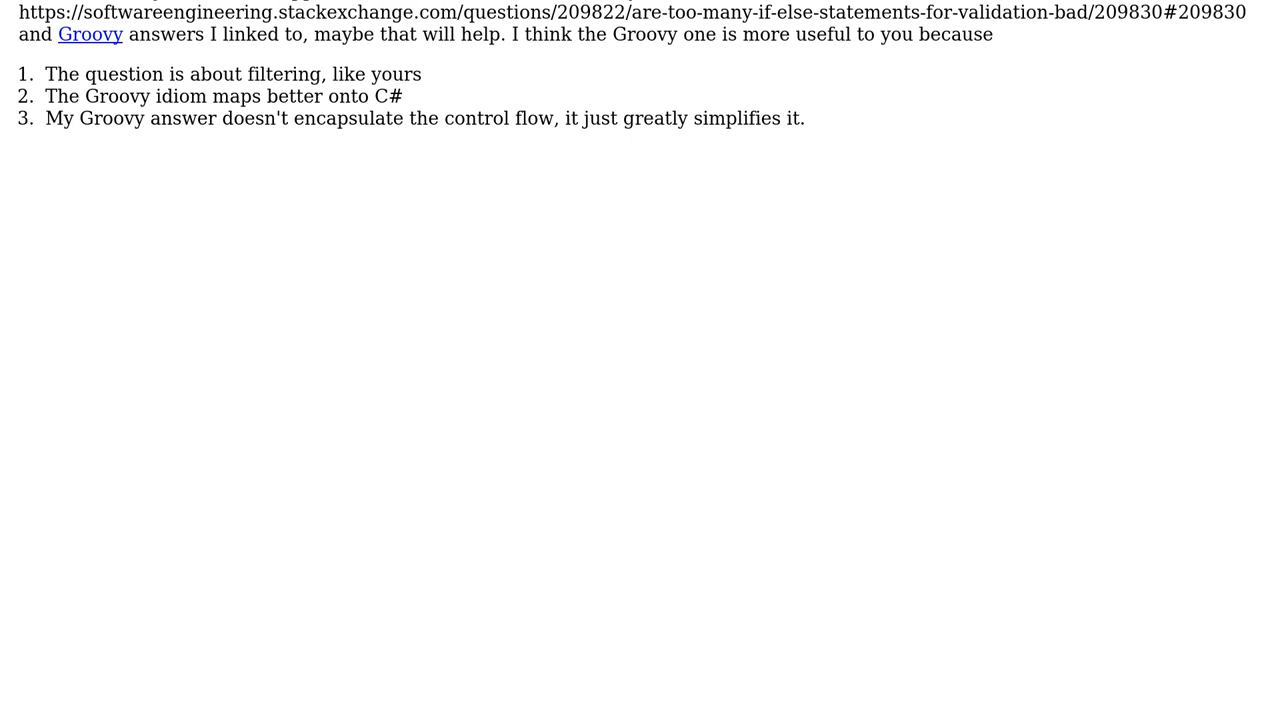 https://softwareengineering.stackexchange.com/questions/209822/are-too-many-if-else-statements-for-validation-bad/209830#209830
and Groovy answers I linked to, maybe that will help. I think the Groovy one is more useful to you because
1. The question is about filtering, like yours
2. The Groovy idiom maps better onto C#
3. My Groovy answer doesn't encapsulate the control flow, it just greatly simplifies it.